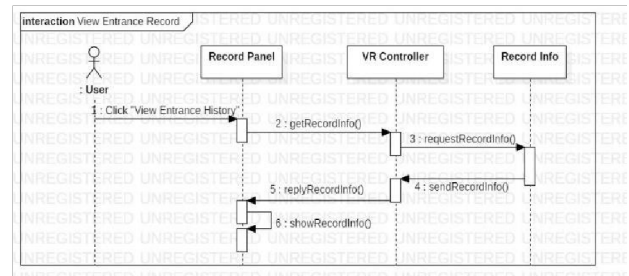 interaction View Entrance Record
Record Panel
VR Controller
Record Info
: User
1 : Click "View Entrance History"
2 : getRecordInfo()
3 : requestRecordInfo()
4 : sendRecordInfo()
5 : replyRecordInfo()
6 : showRecordInfo()
UNREGISTERED UNREGISTERED UNREGISTERED UNREGISTERED